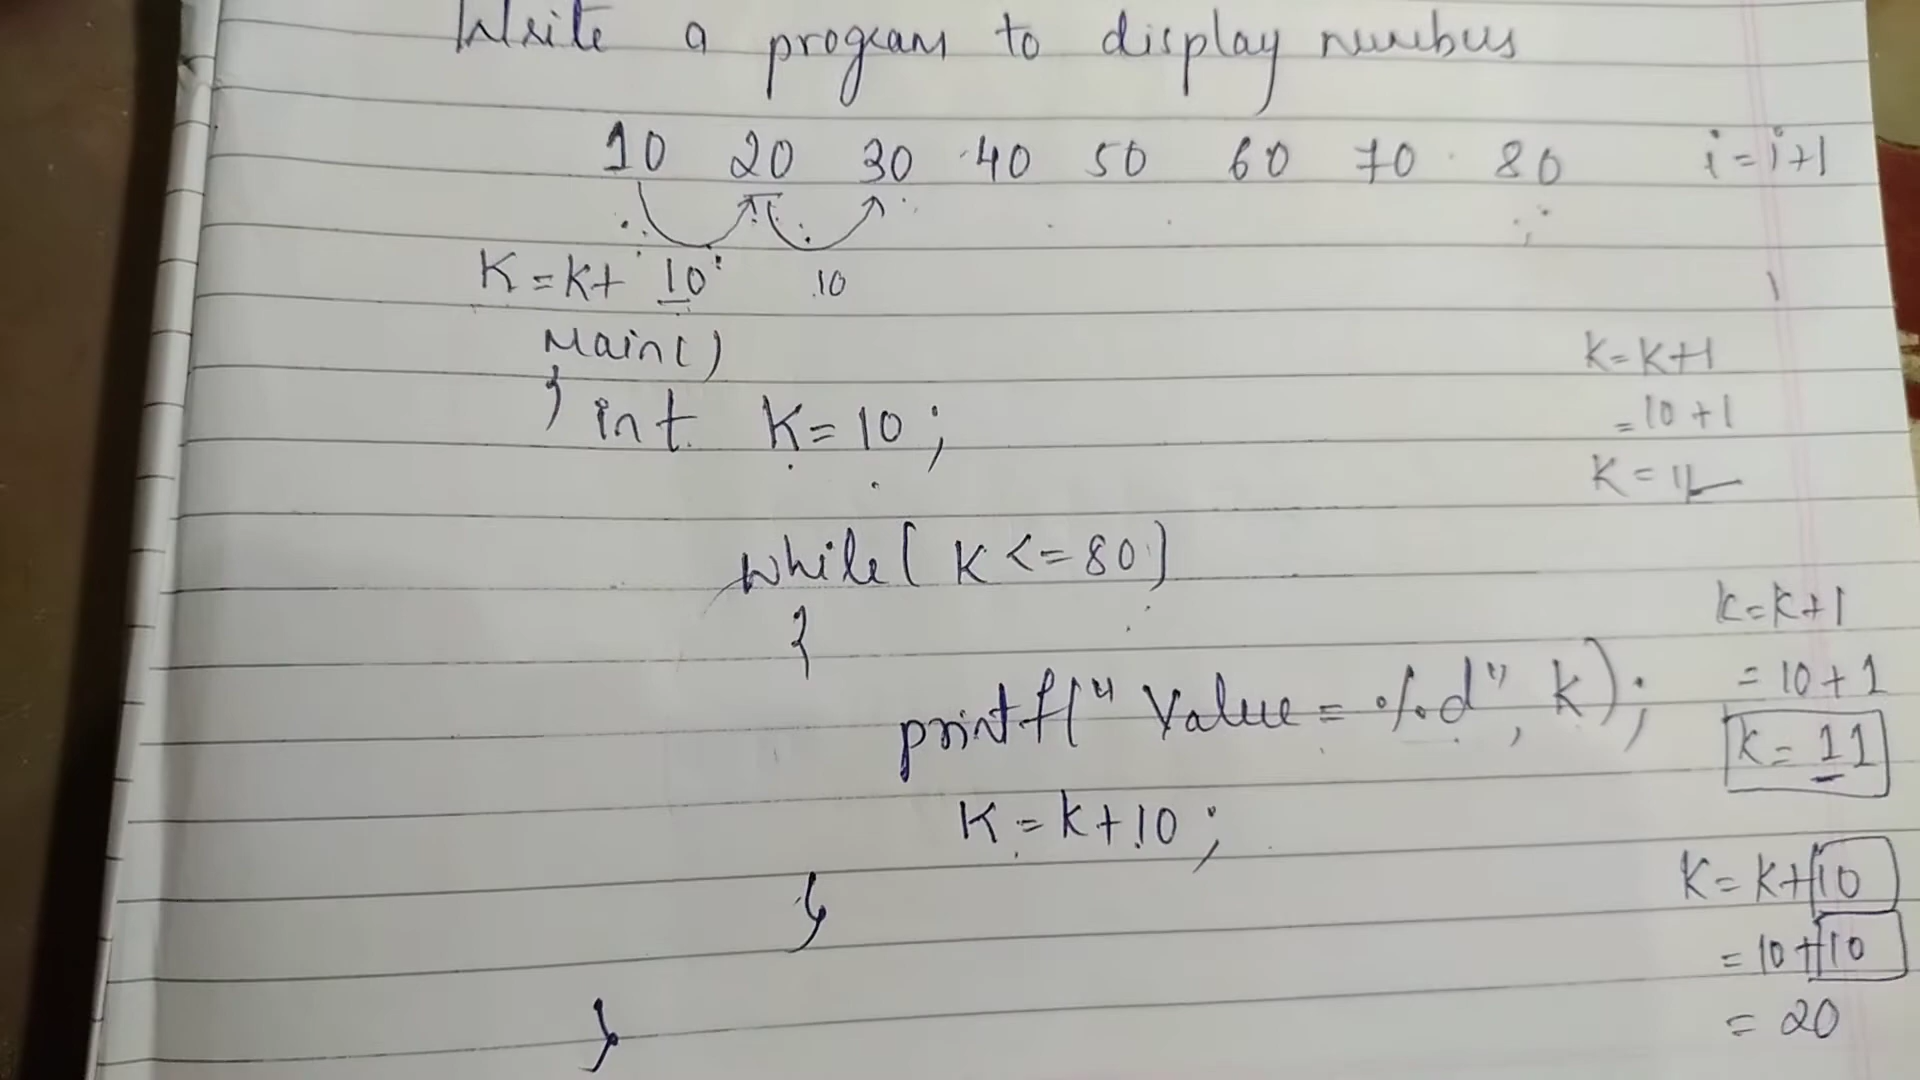 Write a program to display numbers
10 20 30 40 50 60 70 80
i = i+1
K = k + 10 10
Main()
{ int K = 10 ;
K = K+1
= 10 + 1
K = 11
while ( K <= 80 )
{
K = K+1
= 10 + 1
K = 11
printf(" Value = %d", k);
K = k + 10 ;
K = K+10
= 10+10
= 20
}
}